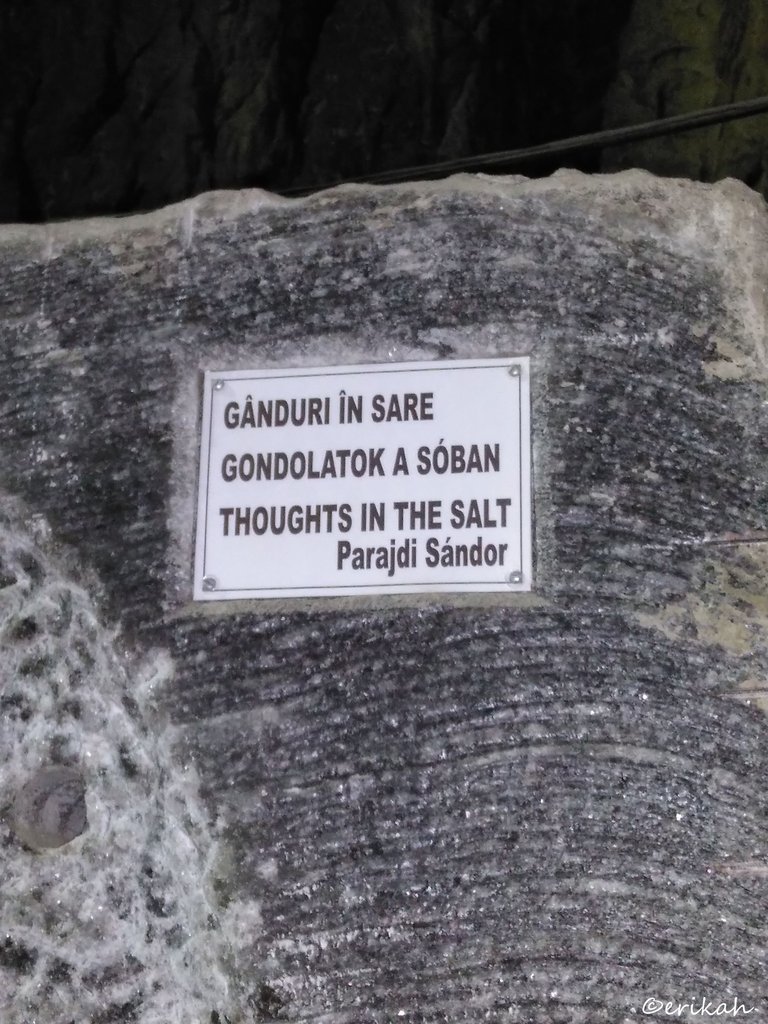 GÂNDURI ÎN SARE
GONDOLATOK A SÓBAN
THOUGHTS IN THE SALT
Parajdi Sándor
©erikah